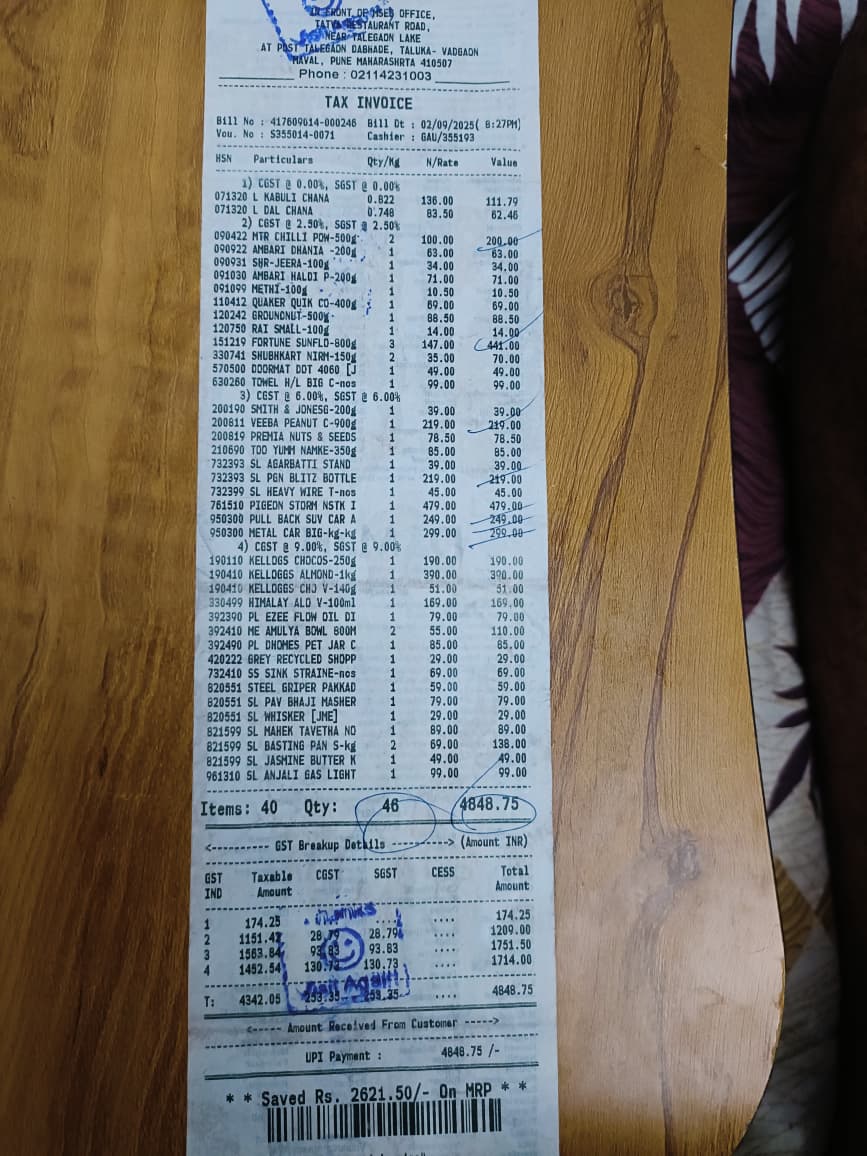 IN FRONT OF MSEB OFFICE,
TATVA RESTAURANT ROAD,
NEAR TALEGAON LAKE
AT POST TALEGAON DABHADE, TALUKA- VADGAON
MAVAL, PUNE MAHARASHRTA 410507
Phone : 02114231003
TAX INVOICE
Bill No : 417609614-000246 Bill Dt : 02/09/2025( 8:27PM)
Vou. No : S355014-0071 Cashier : GAU/355193
HSN Particulars Qty/Kg N/Rate Value
1) CGST @ 0.00%, SGST @ 0.00%
071320 L KABULI CHANA 0.822 136.00 111.79
071320 L DAL CHANA 0.748 83.50 62.46
2) CGST @ 2.50%, SGST @ 2.50%
090422 MTR CHILLI POW-500g 2 100.00 200.00
090922 AMBARI DHANIA -200g 1 63.00 63.00
090931 SHR-JEERA-100g 1 34.00 34.00
091030 AMBARI HALDI P-200g 1 71.00 71.00
091099 METHI-100g 1 10.50 10.50
110412 QUAKER QUIK CO-400g 1 69.00 69.00
120242 GROUNDNUT-500g 1 88.50 88.50
120750 RAI SMALL-100g 1 14.00 14.00
151219 FORTUNE SUNFLO-800g 3 147.00 441.00
330741 SHUBHKART NIRM-150g 2 35.00 70.00
570500 DOORMAT DDT 4060 [J 1 49.00 49.00
630260 TOWEL H/L BIG C-nos 1 99.00 99.00
3) CGST @ 6.00%, SGST @ 6.00%
200190 SMITH & JONESG-200g 1 39.00 39.00
200811 VEEBA PEANUT C-900g 1 219.00 219.00
200819 PREMIA NUTS & SEEDS 1 78.50 78.50
210690 TOO YUMM NAMKE-350g 1 85.00 85.00
732393 SL AGARBATTI STAND 1 39.00 39.00
732393 SL PGN BLITZ BOTTLE 1 219.00 219.00
732399 SL HEAVY WIRE T-nos 1 45.00 45.00
761510 PIGEON STORM NSTK I 1 479.00 479.00
950300 PULL BACK SUV CAR A 1 249.00 249.00
950300 METAL CAR BIG-kg-kg 1 299.00 299.00
4) CGST @ 9.00%, SGST @ 9.00%
190110 KELLOGS CHOCOS-250g 1 190.00 190.00
190410 KELLOGGS ALMOND-1kg 1 390.00 390.00
190410 KELLOGGS CHO V-140g 1 51.00 51.00
330499 HIMALAY ALO V-100ml 1 169.00 169.00
392390 PL EZEE FLOW OIL DI 1 79.00 79.00
392410 ME AMULYA BOWL 800M 2 55.00 110.00
392490 PL DHOMES PET JAR C 1 85.00 85.00
420222 GREY RECYCLED SHOPP 1 29.00 29.00
732410 SS SINK STRAINE-nos 1 69.00 69.00
820551 STEEL GRIPER PAKKAD 1 59.00 59.00
820551 SL PAV BHAJI MASHER 1 79.00 79.00
820551 SL WHISKER [JME] 1 29.00 29.00
821599 SL MAHEK TAVETHA NO 1 89.00 89.00
821599 SL BASTING PAN S-kg 2 69.00 138.00
821599 SL JASMINE BUTTER K 1 49.00 49.00
961310 SL ANJALI GAS LIGHT 1 99.00 99.00
Items: 40 Qty: 46 4848.75
<---------- GST Breakup Details ----------> (Amount INR)
GST Taxable CGST SGST CESS Total
IND Amount Amount
1 174.25 .... .... .... 174.25
2 1151.42 28.79 28.79 .... 1209.00
3 1563.84 93.83 93.83 .... 1751.50
4 1452.54 130.73 130.73 .... 1714.00
Visit Again!!
T: 4342.05 253.35 253.35 .... 4848.75
<----- Amount Received From Customer ----->
UPI Payment : 4848.75 /-
* * Saved Rs. 2621.50/- On MRP * *